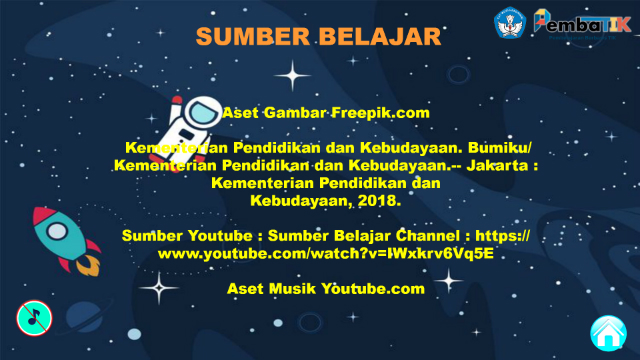 PembaTIK
SUMBER BELAJAR
Aset Gambar Freepik.com
Kementerian Pendidikan dan Kebudayaan. Bumiku/
Kementerian Pendidikan dan Kebudayaan.-- Jakarta :
Kementerian Pendidikan dan
Kebudayaan, 2018.
Sumber Youtube : Sumber Belajar Channel : https://
www.youtube.com/watch?v=IWxkrv6Vq5E
Aset Musik Youtube.com